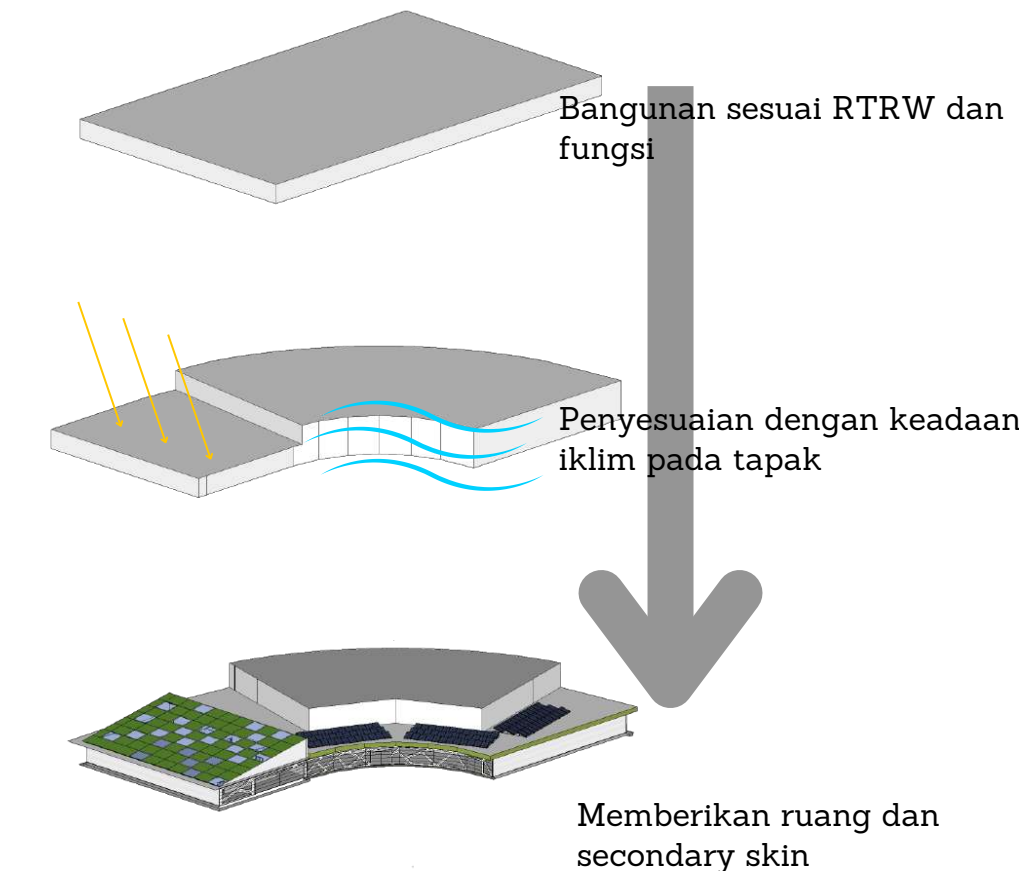 Bangunan sesuai RTRW dan
fungsi
Penyesuaian dengan keadaan
iklim pada tapak
Memberikan ruang dan
secondary skin